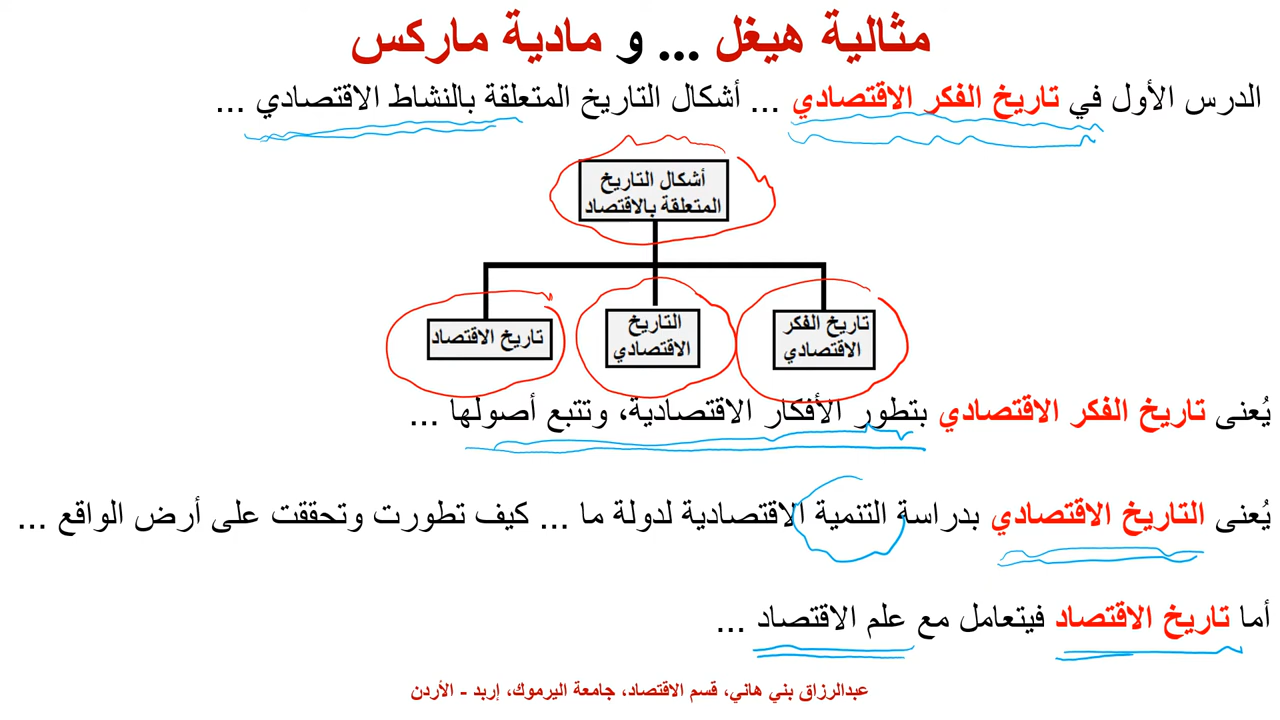 مثالية هيغل ... و مادية ماركس
الدرس الأول في تاريخ الفكر الاقتصادي ... أشكال التاريخ المتعلقة بالنشاط الاقتصادي ...
أشكال التاريخ
المتعلقة بالاقتصاد
تاريخ الفكر
الاقتصادي
التاريخ
الاقتصادي
تاريخ الاقتصاد
يُعنى تاريخ الفكر الاقتصادي بتطور الأفكار الاقتصادية، وتتبع أصولها ...
يُعنى التاريخ الاقتصادي بدراسة التنمية الاقتصادية لدولة ما ... كيف تطورت وتحققت على أرض الواقع ...
أما تاريخ الاقتصاد فيتعامل مع علم الاقتصاد ...
عبدالرزاق بني هاني، قسم الاقتصاد، جامعة اليرموك، إربد - الأردن